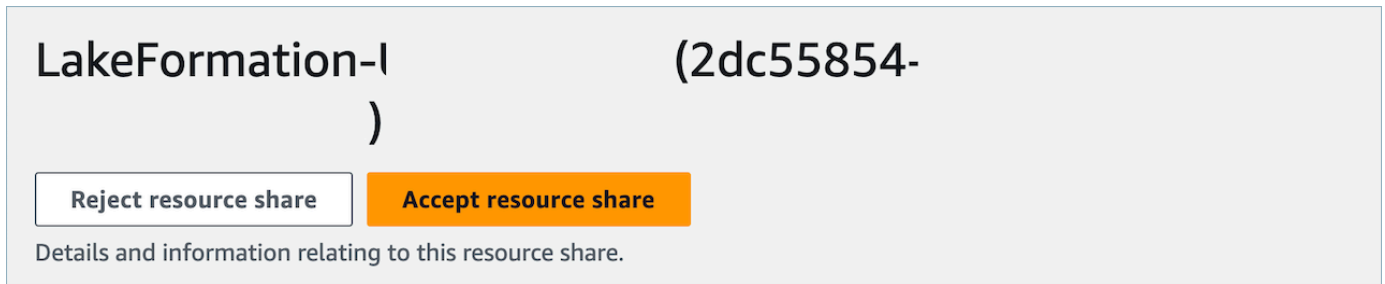 LakeFormation- (2dc55854-
)
Reject resource share Accept resource share
Details and information relating to this resource share.